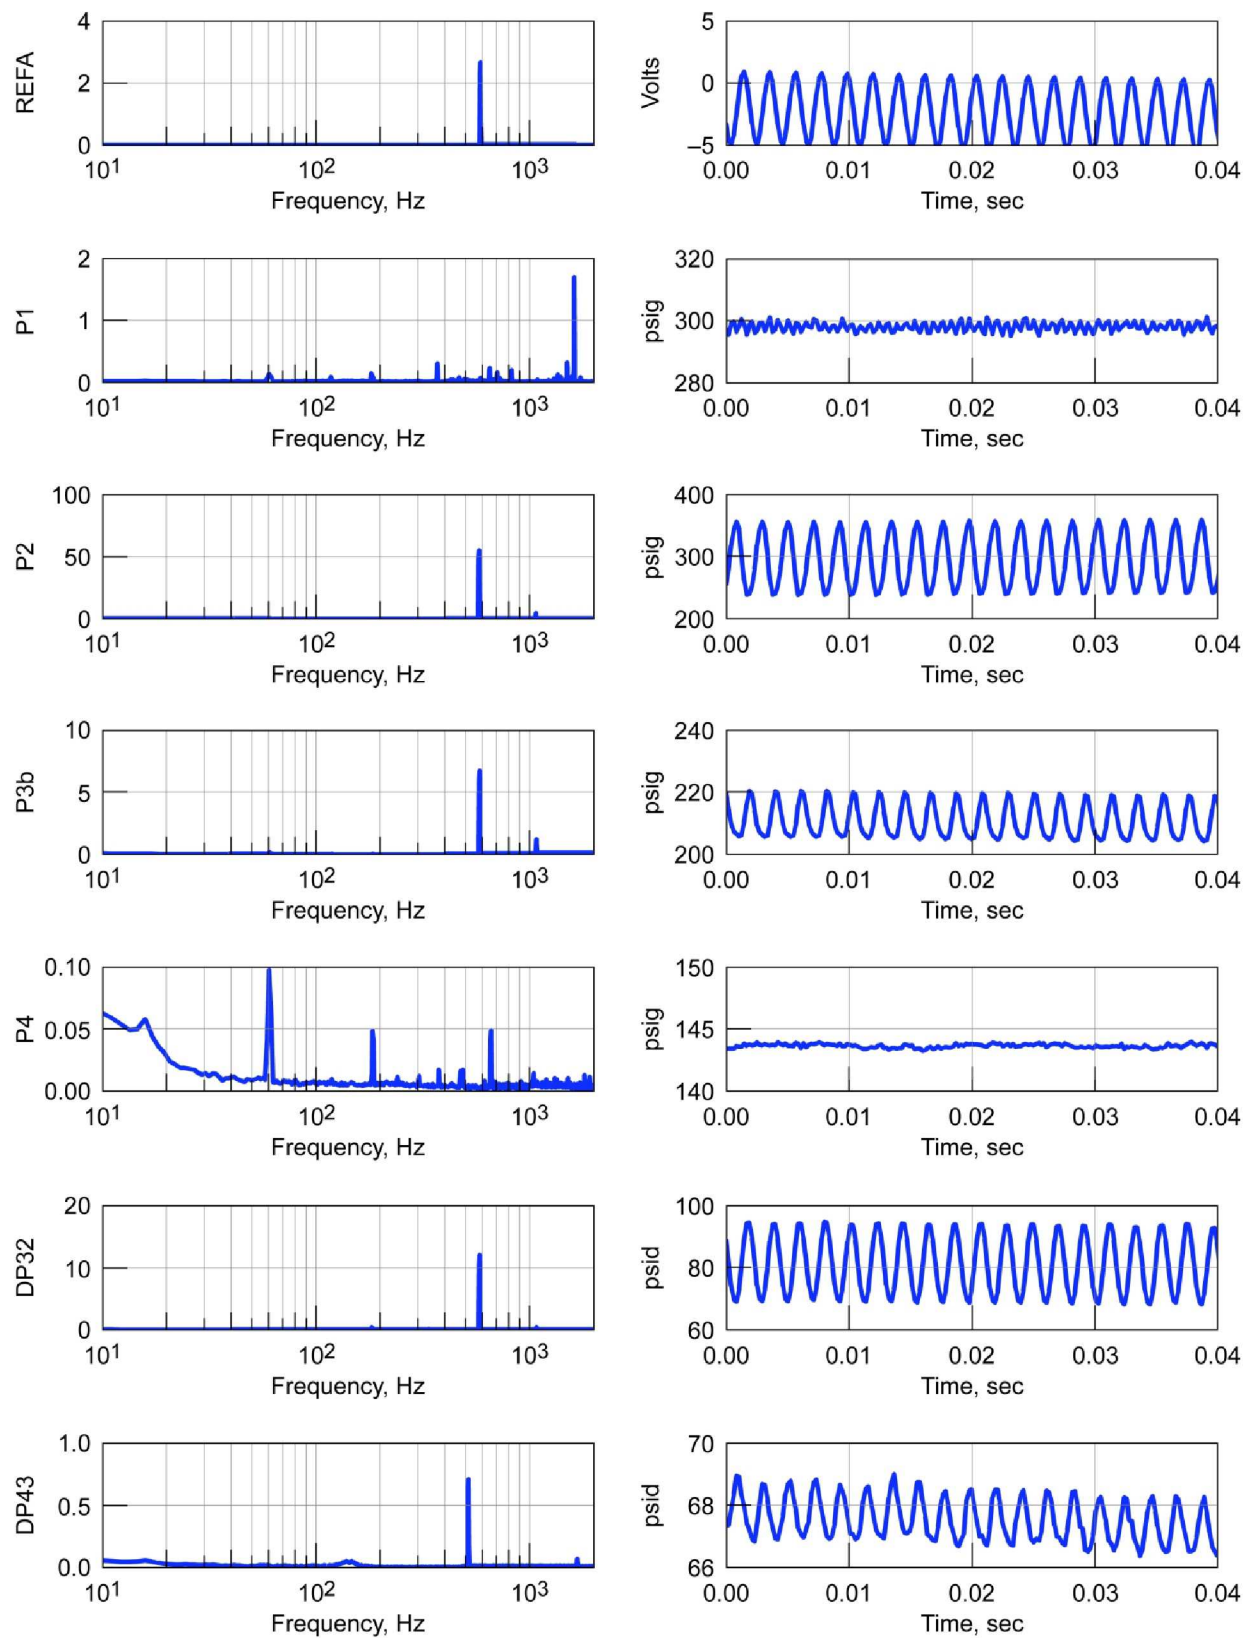 4 5
REFA 2 Volts 0
0 –5
10¹ 10² 10³ 0.00 0.01 0.02 0.03 0.04
Frequency, Hz Time, sec
2 320
P1 1 psig 300
0 280
10¹ 10² 10³ 0.00 0.01 0.02 0.03 0.04
Frequency, Hz Time, sec
100 400
P2 50 psig 300
0 200
10¹ 10² 10³ 0.00 0.01 0.02 0.03 0.04
Frequency, Hz Time, sec
10 240
P3b 5 psig 220
0 200
10¹ 10² 10³ 0.00 0.01 0.02 0.03 0.04
Frequency, Hz Time, sec
0.10 150
P4 0.05 psig 145
0.00 140
10¹ 10² 10³ 0.00 0.01 0.02 0.03 0.04
Frequency, Hz Time, sec
20 100
DP32 10 psid 80
0 60
10¹ 10² 10³ 0.00 0.01 0.02 0.03 0.04
Frequency, Hz Time, sec
1.0 70
DP43 0.5 psid 68
0.0 66
10¹ 10² 10³ 0.00 0.01 0.02 0.03 0.04
Frequency, Hz Time, sec